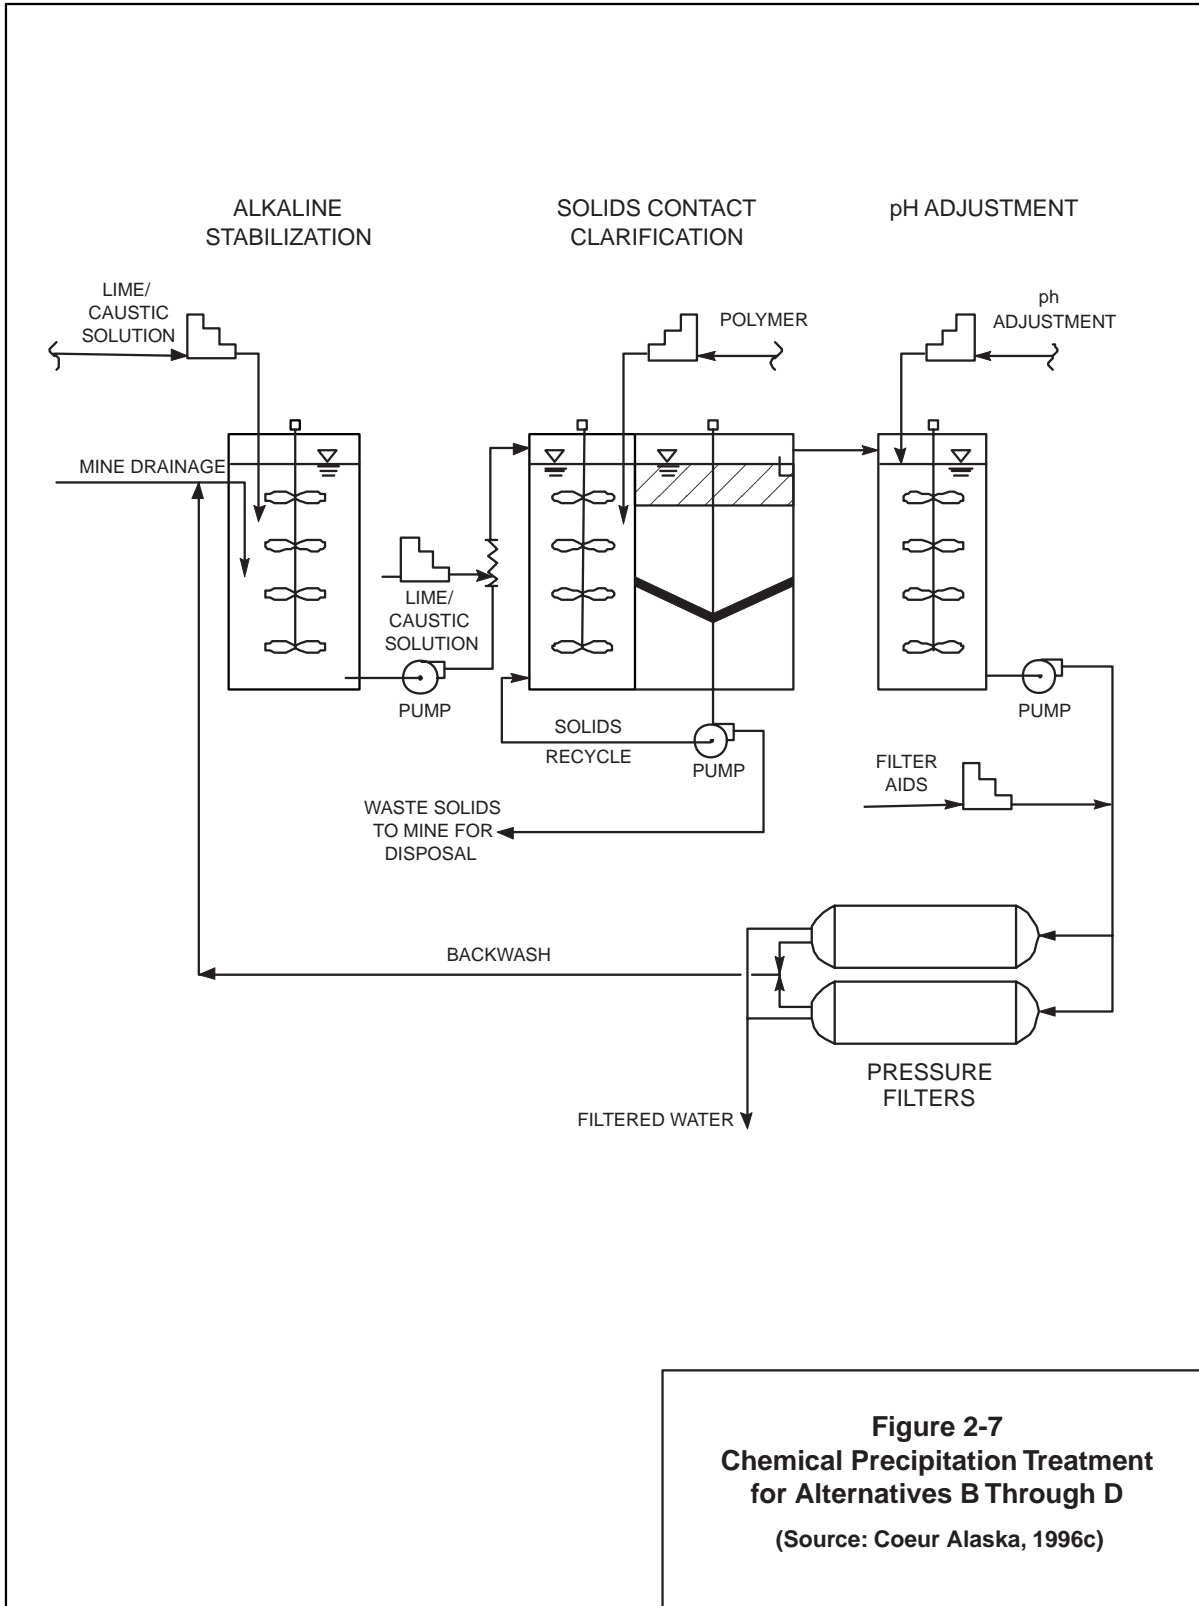 ALKALINE
STABILIZATION
SOLIDS CONTACT
CLARIFICATION
pH ADJUSTMENT
LIME/
CAUSTIC
SOLUTION
POLYMER
ph
ADJUSTMENT
MINE DRAINAGE
LIME/
CAUSTIC
SOLUTION
PUMP
SOLIDS
RECYCLE
PUMP
PUMP
FILTER
AIDS
WASTE SOLIDS
TO MINE FOR
DISPOSAL
BACKWASH
PRESSURE
FILTERS
FILTERED WATER
Figure 2-7
Chemical Precipitation Treatment
for Alternatives B Through D
(Source: Coeur Alaska, 1996c)